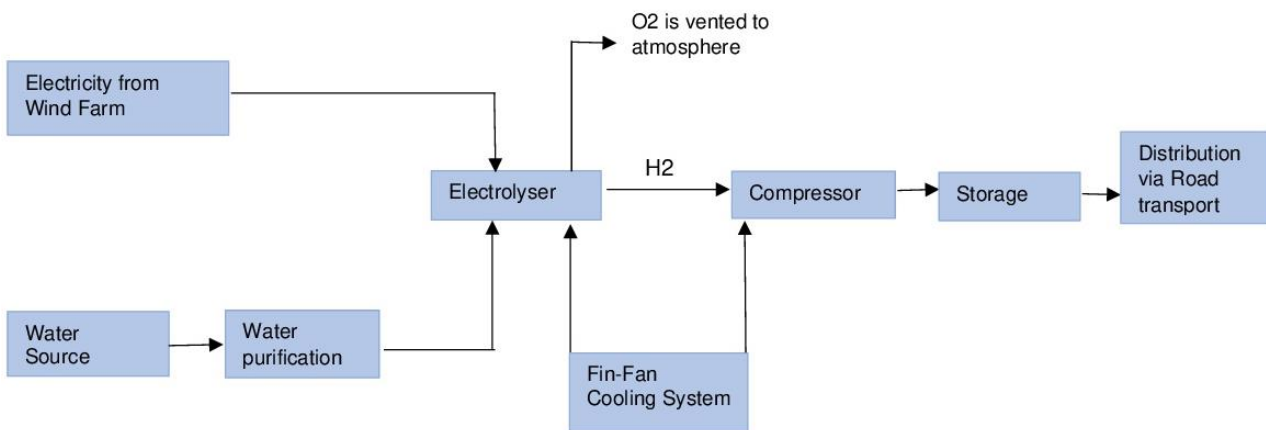 O2 is vented to
atmosphere
Electricity from
Wind Farm
Electrolyser
H2
Compressor
Storage
Distribution
via Road
transport
Water
Source
Water
purification
Fin-Fan
Cooling System